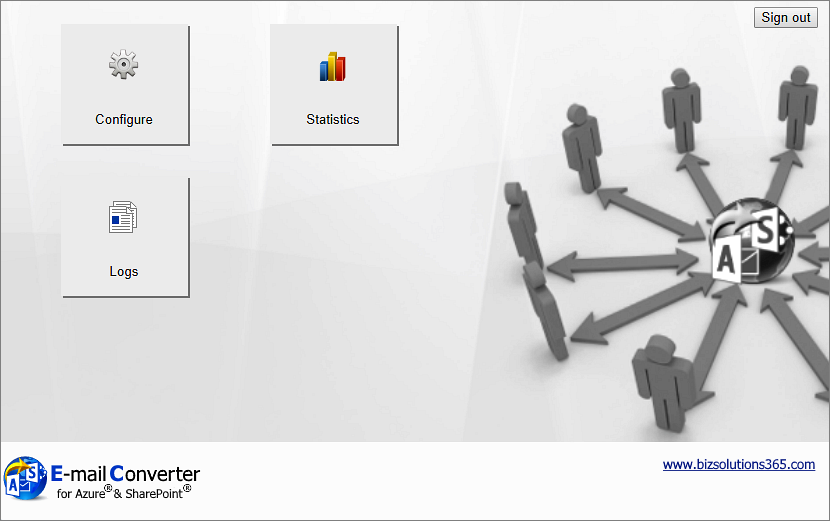 Sign out
Configure
Statistics
Logs
A S
A S
E-mail Converter
for Azure® & SharePoint®
www.bizsolutions365.com